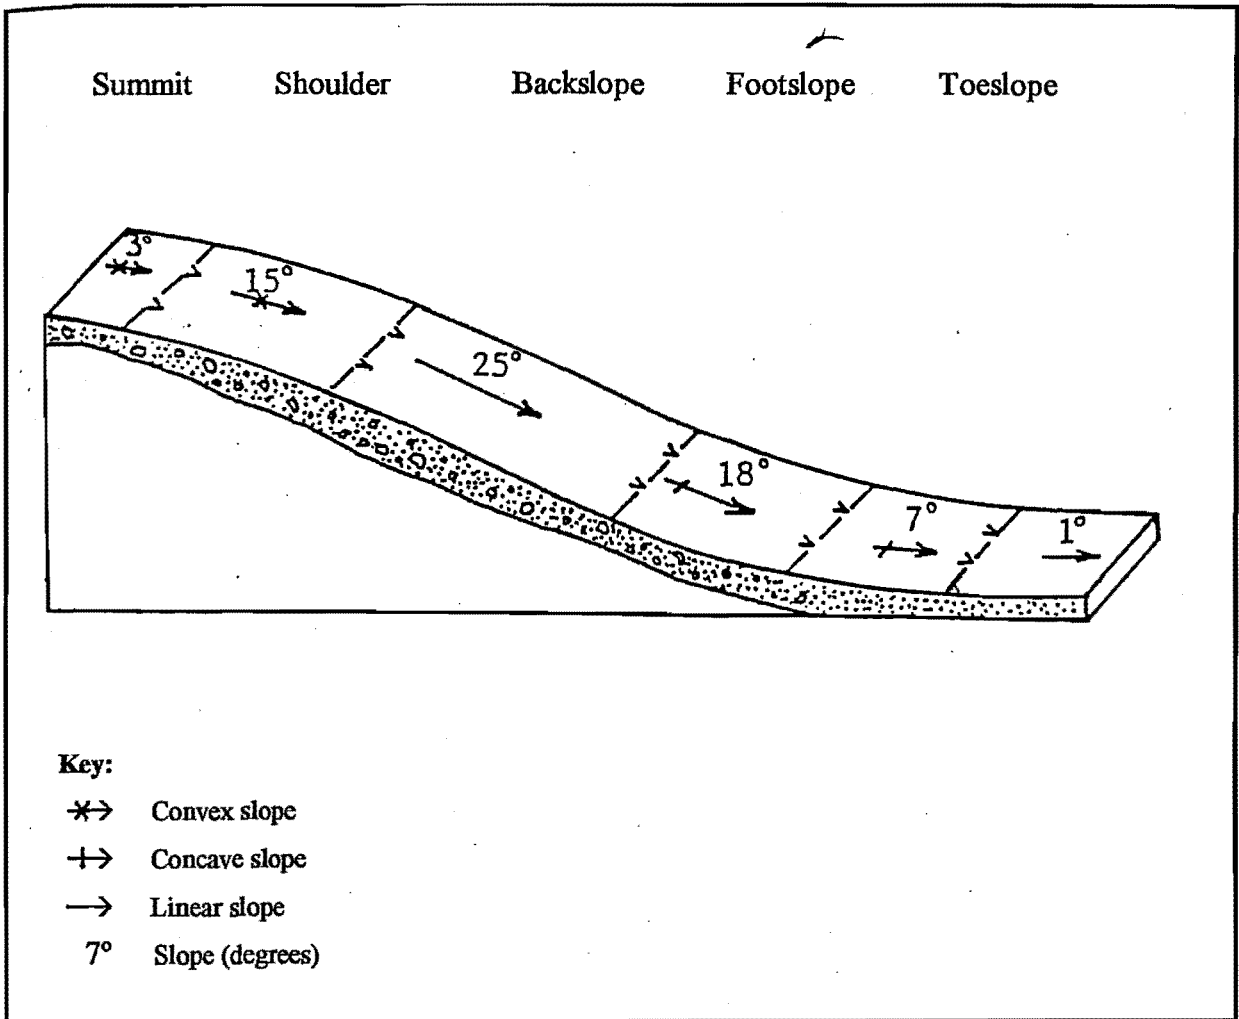 Summit Shoulder Backslope Footslope Toeslope
3°
15°
25°
18°
7°
1°
Key:
Convex slope
Concave slope
Linear slope
7° Slope (degrees)